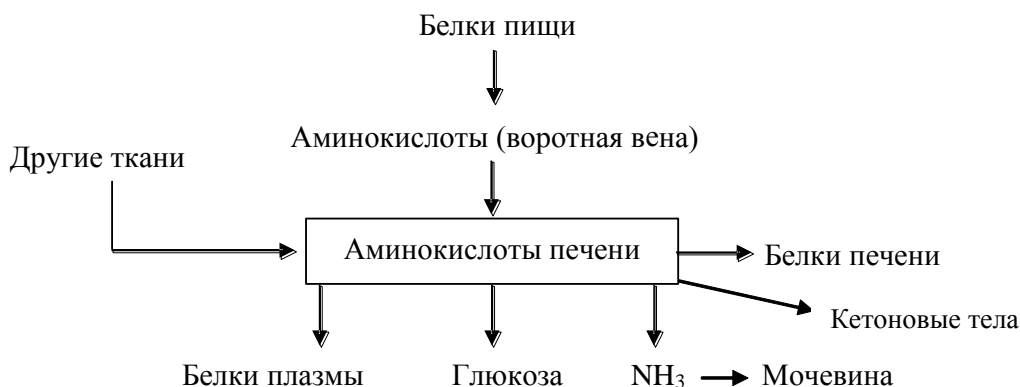 Белки пищи
Аминокислоты (воротная вена)
Другие ткани
Аминокислоты печени
Белки печени
Кетоновые тела
Белки плазмы Глюкоза NH₃ Мочевина